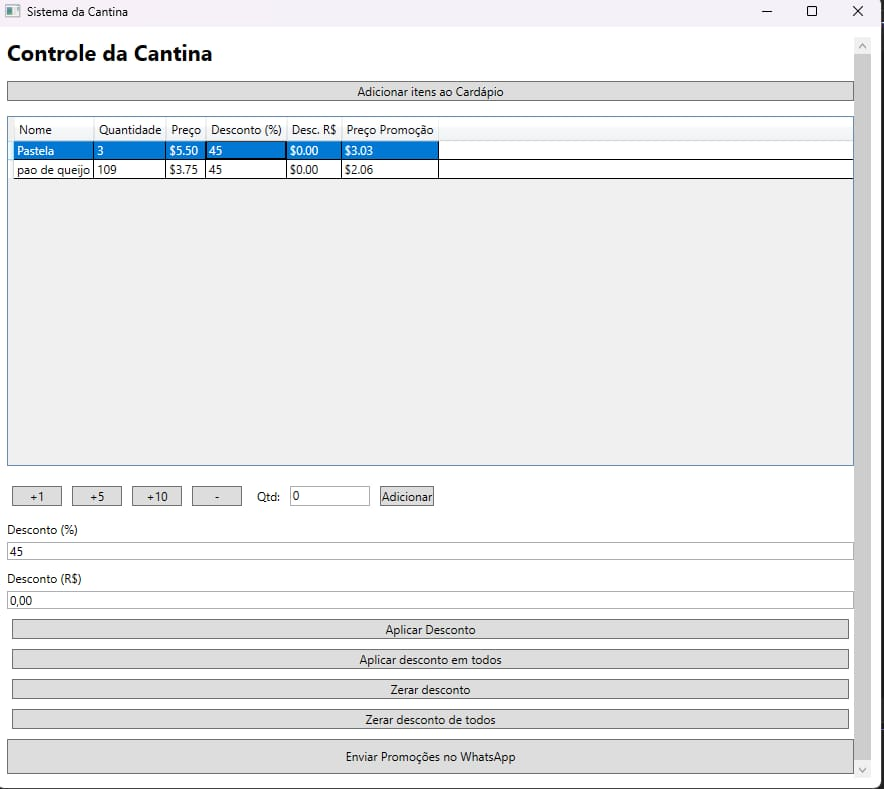 Sistema da Cantina
Controle da Cantina
Adicionar itens ao Cardápio
Nome Quantidade Preço Desconto (%) Desc. R$ Preço Promoção
Pastela 3 $5.50 45 $0.00 $3.03
pao de queijo 109 $3.75 45 $0.00 $2.06
+1 +5 +10 - Qtd: 0 Adicionar
Desconto (%)
45
Desconto (R$)
0,00
Aplicar Desconto
Aplicar desconto em todos
Zerar desconto
Zerar desconto de todos
Enviar Promoções no WhatsApp